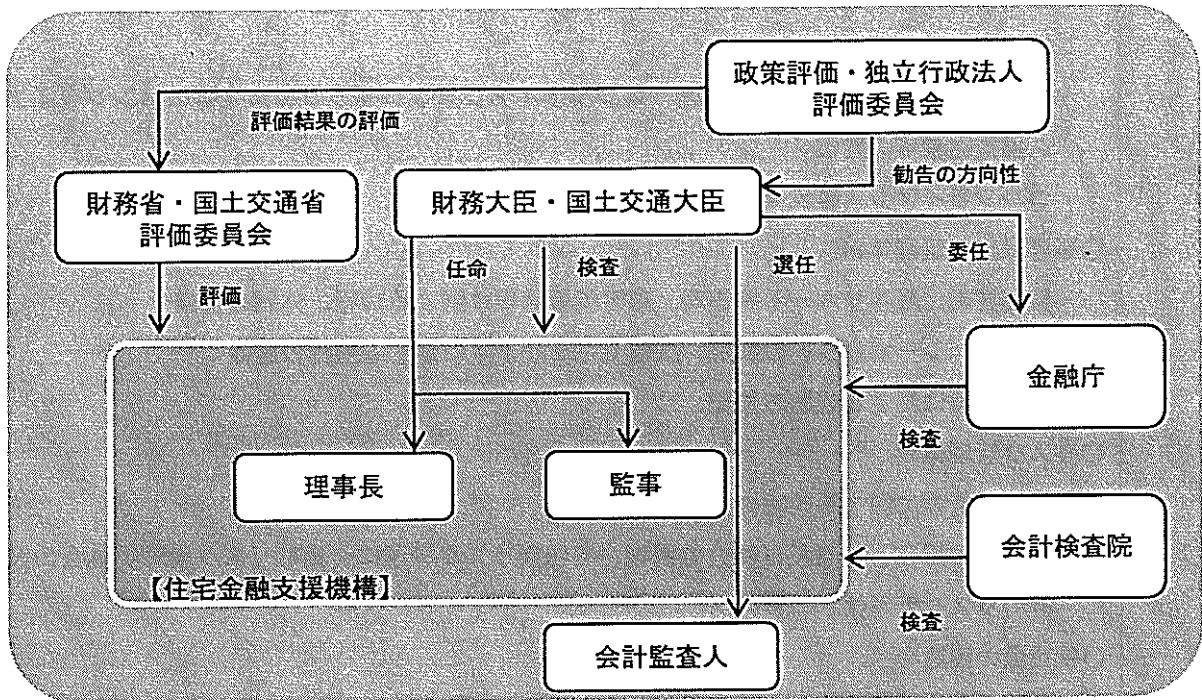 政策評価・独立行政法人
評価委員会
評価結果の評価
勧告の方向性
財務省・国土交通省
評価委員会
財務大臣・国土交通大臣
任命
検査
選任
委任
評価
金融庁
検査
理事長
監事
会計検査院
検査
【住宅金融支援機構】
会計監査人